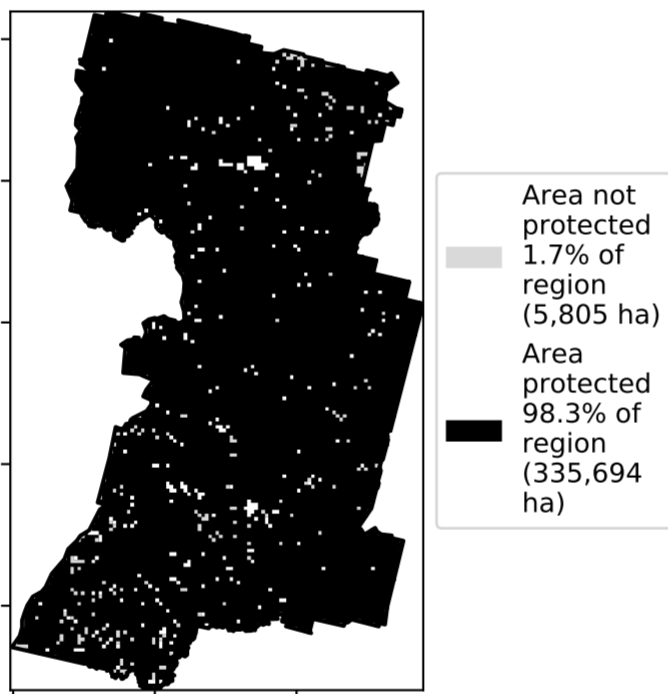 Area not
protected
1.7% of
region
(5,805 ha)
Area
protected
98.3% of
region
(335,694
ha)